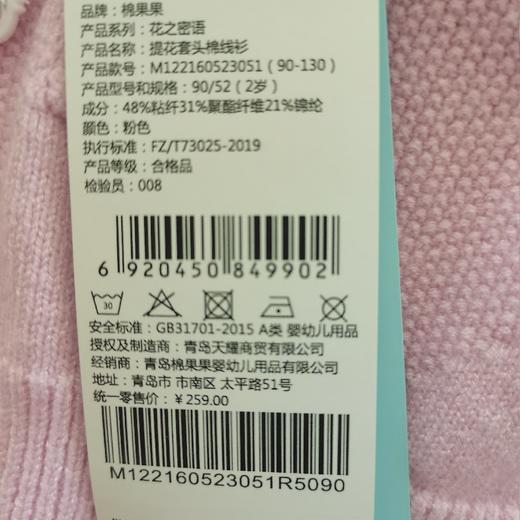 品牌：棉果果
产品系列：花之密语
产品名称：提花套头棉线衫
产品款号：M122160523051（90-130）
产品型号和规格：90/52（2岁）
成分：48%粘纤31%聚酯纤维21%锦纶
颜色：粉色
执行标准：FZ/T73025-2019
产品等级：合格品
检验员：008
6 920450 849902
30
安全标准：GB31701-2015 A类 婴幼儿用品
授权及制造商：青岛天耀商贸有限公司
经销商：青岛棉果果婴幼儿用品有限公司
地址：青岛市 市南区 太平路51号
统一零售价：￥259.00
M122160523051R5090